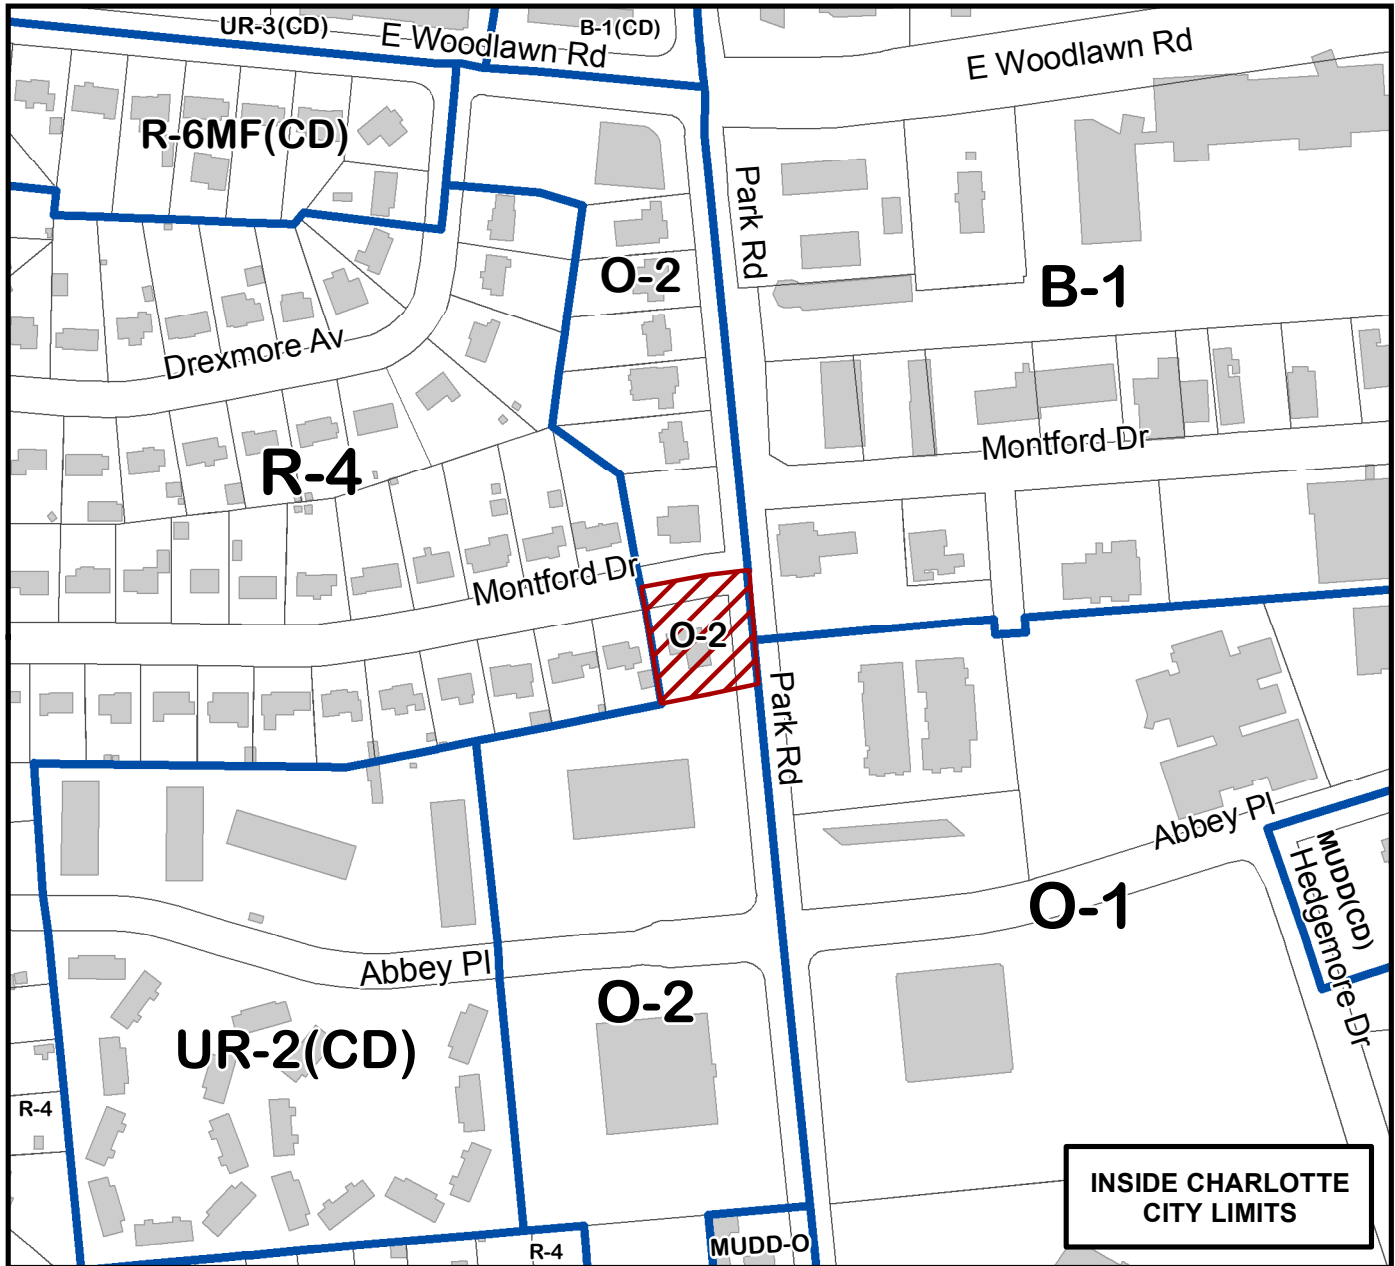 UR-3(CD)
B-1(CD)
E Woodlawn Rd
E Woodlawn Rd
R-6MF(CD)
Park Rd
O-2
B-1
Drexmore Av
Montford Dr
R-4
Montford Dr
O-2
Park Rd
Abbey Pl
MUDD(CD)
Hedgemore Dr
O-1
Abbey Pl
O-2
UR-2(CD)
R-4
INSIDE CHARLOTTE
CITY LIMITS
R-4
MUDD-O